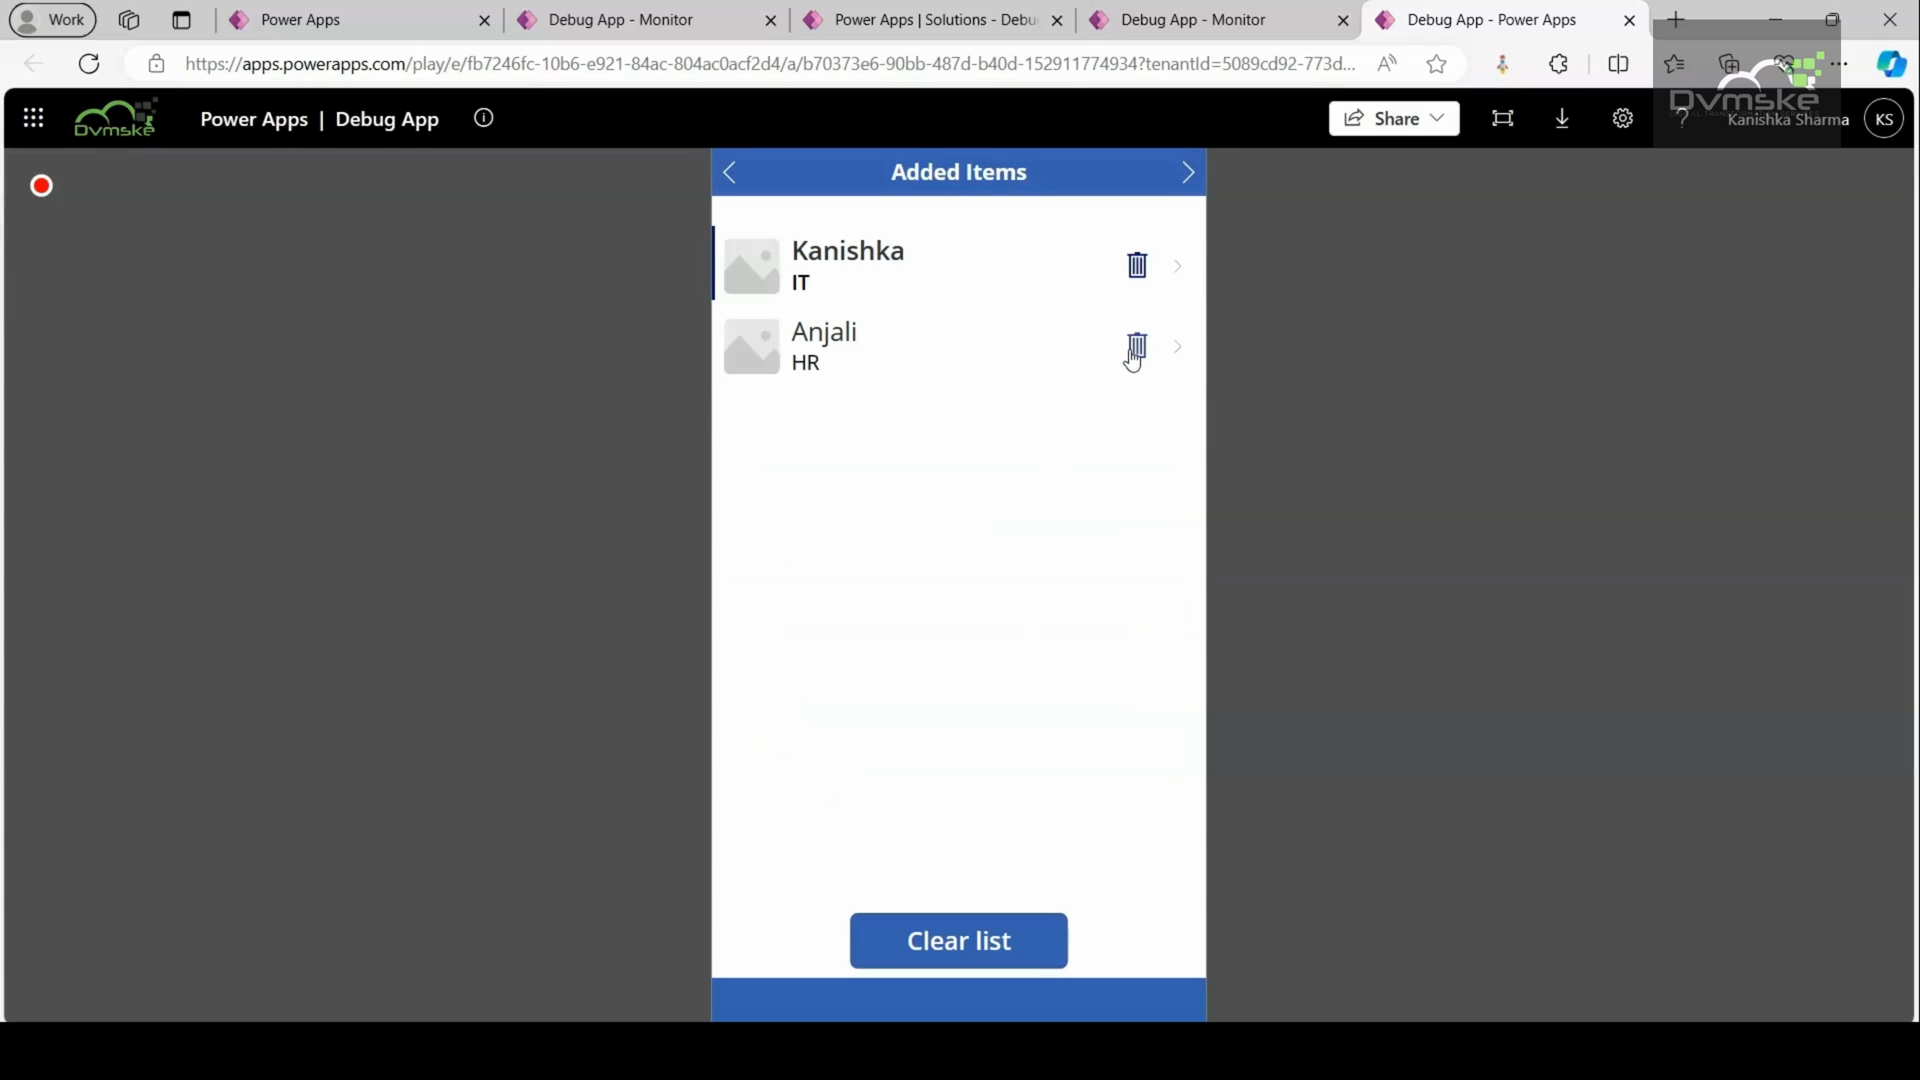 Work
Power Apps
Debug App - Monitor
Power Apps | Solutions - Debu
Debug App - Monitor
Debug App - Power Apps
https://apps.powerapps.com/play/e/fb7246fc-10b6-e921-84ac-804ac0acf2d4/a/b70373e6-90bb-487d-b40d-152911774934?tenantId=5089cd92-773d...
Dvmske
Dvmske
Power Apps | Debug App
Share
?
Kanishka Sharma
KS
Added Items
Kanishka
IT
Anjali
HR
Clear list